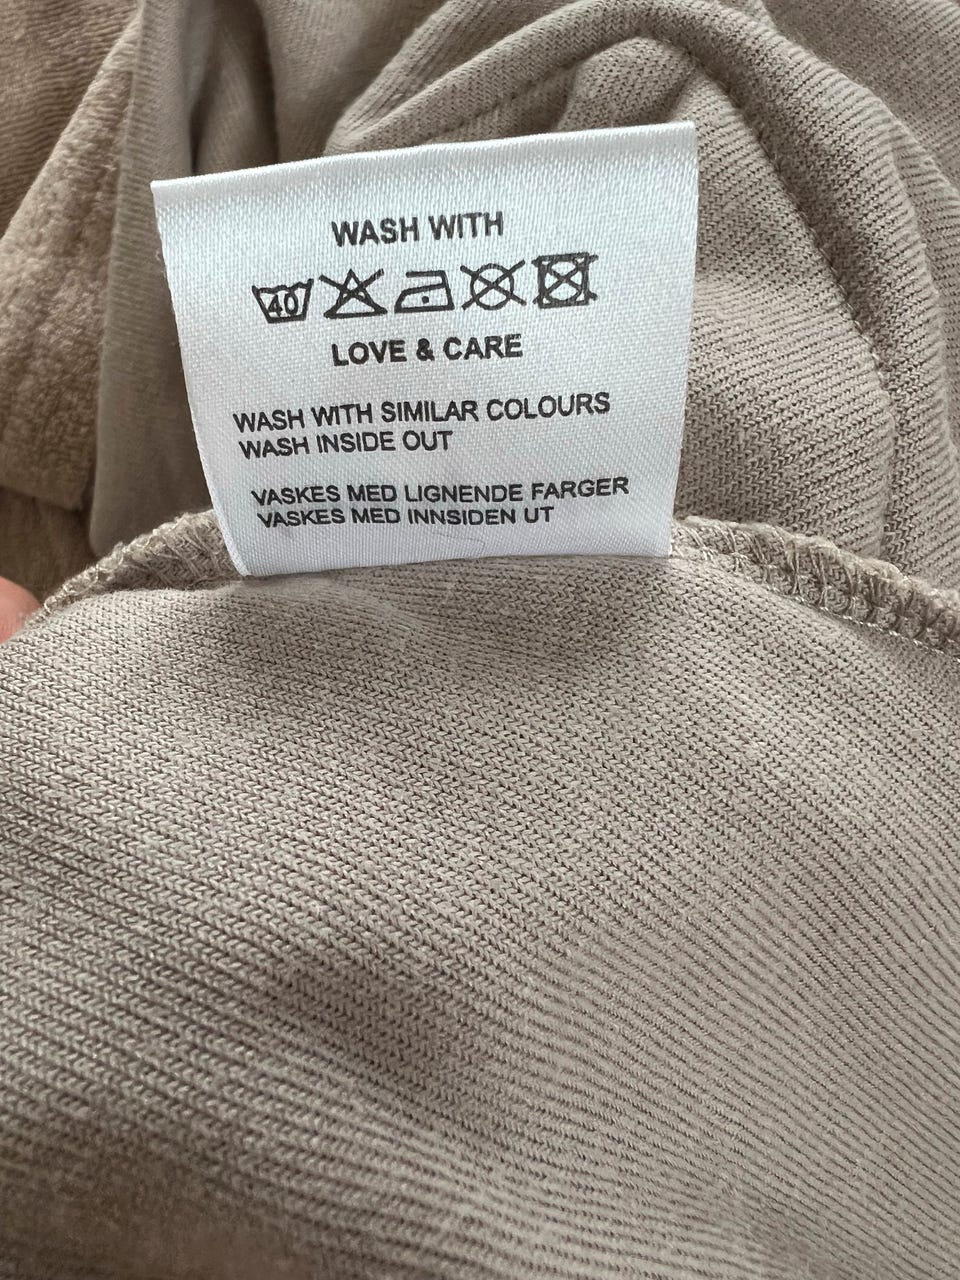 WASH WITH
40
LOVE & CARE
WASH WITH SIMILAR COLOURS
WASH INSIDE OUT
VASKES MED LIGNENDE FARGER
VASKES MED INNSIDEN UT